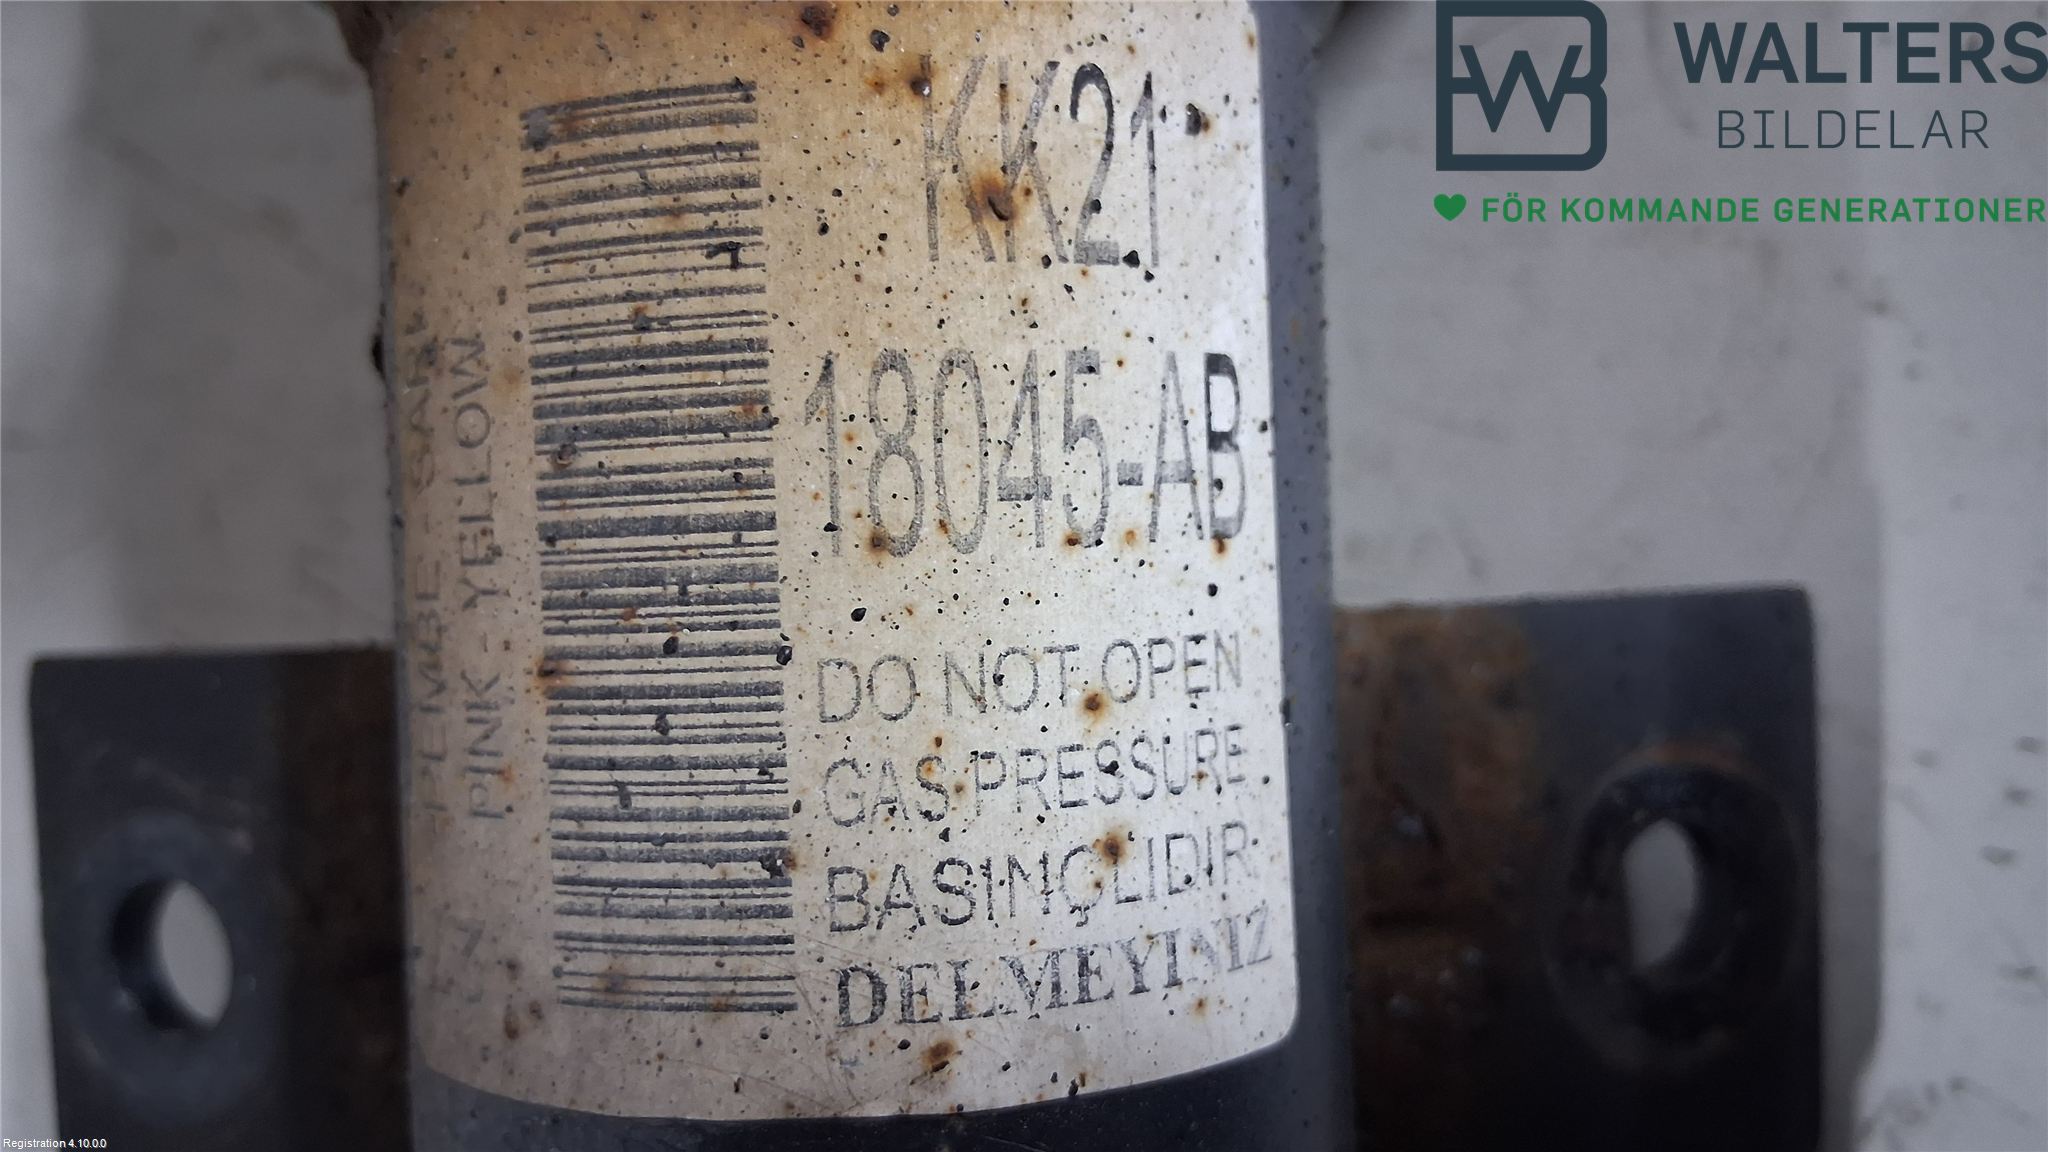 WALTERS
BILDELAR
FÖR KOMMANDE GENERATIONER
KK21
18045-AB
DO NOT OPEN
GAS PRESSURE
BASINÇLIDIR
DELMEYINIZ
PEMBE - SARI
PINK - YELLOW
Registration 4.10.0.0